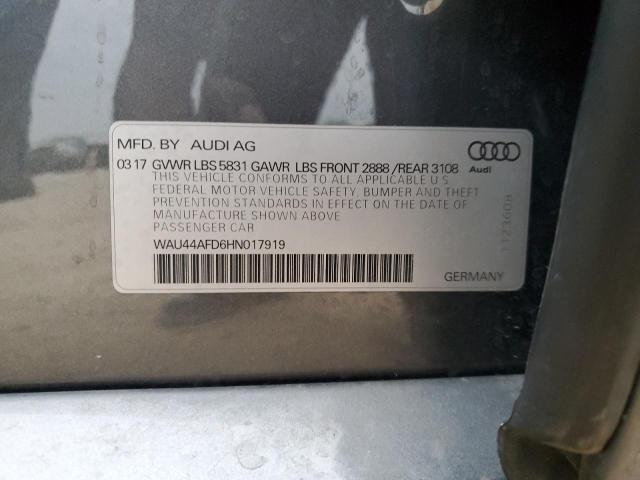 MFD. BY AUDI AG
03 17 GVWR LBS 5831 GAWR LBS FRONT 2888 /REAR 3108
THIS VEHICLE CONFORMS TO ALL APPLICABLE U S
FEDERAL MOTOR VEHICLE SAFETY, BUMPER AND THEFT
PREVENTION STANDARDS IN EFFECT ON THE DATE OF
MANUFACTURE SHOWN ABOVE
PASSENGER CAR
WAU44AFD6HN017919
Audi
1123608
GERMANY